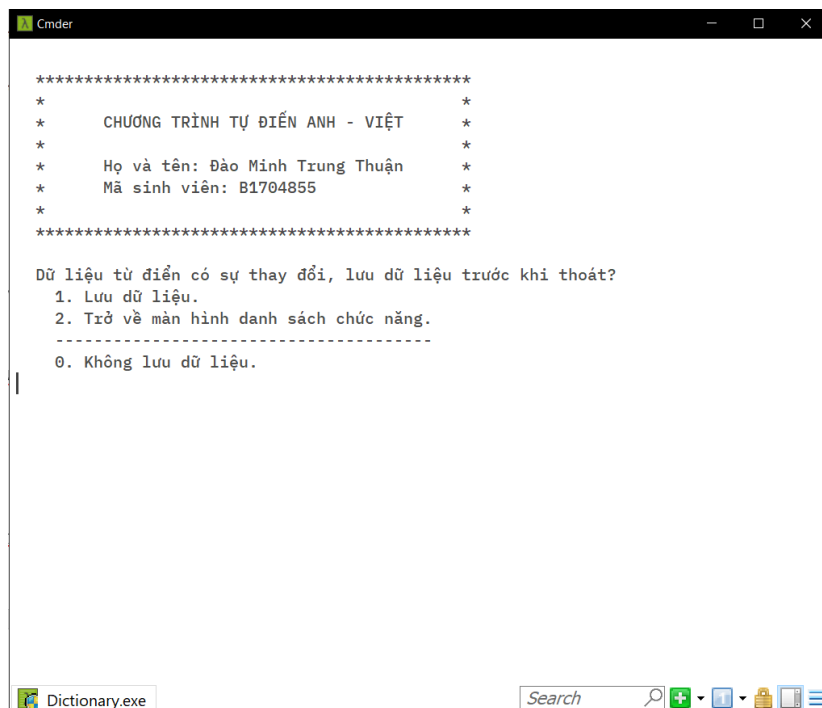 Cmder
*********************************************
* *
* CHƯƠNG TRÌNH TỰ ĐIỂN ANH - VIỆT *
* *
* Họ và tên: Đào Minh Trung Thuận *
* Mã sinh viên: B1704855 *
* *
*********************************************
Dữ liệu từ điển có sự thay đổi, lưu dữ liệu trước khi thoát?
1. Lưu dữ liệu.
2. Trở về màn hình danh sách chức năng.
---------------------------------------
0. Không lưu dữ liệu.
Dictionary.exe
Search
1